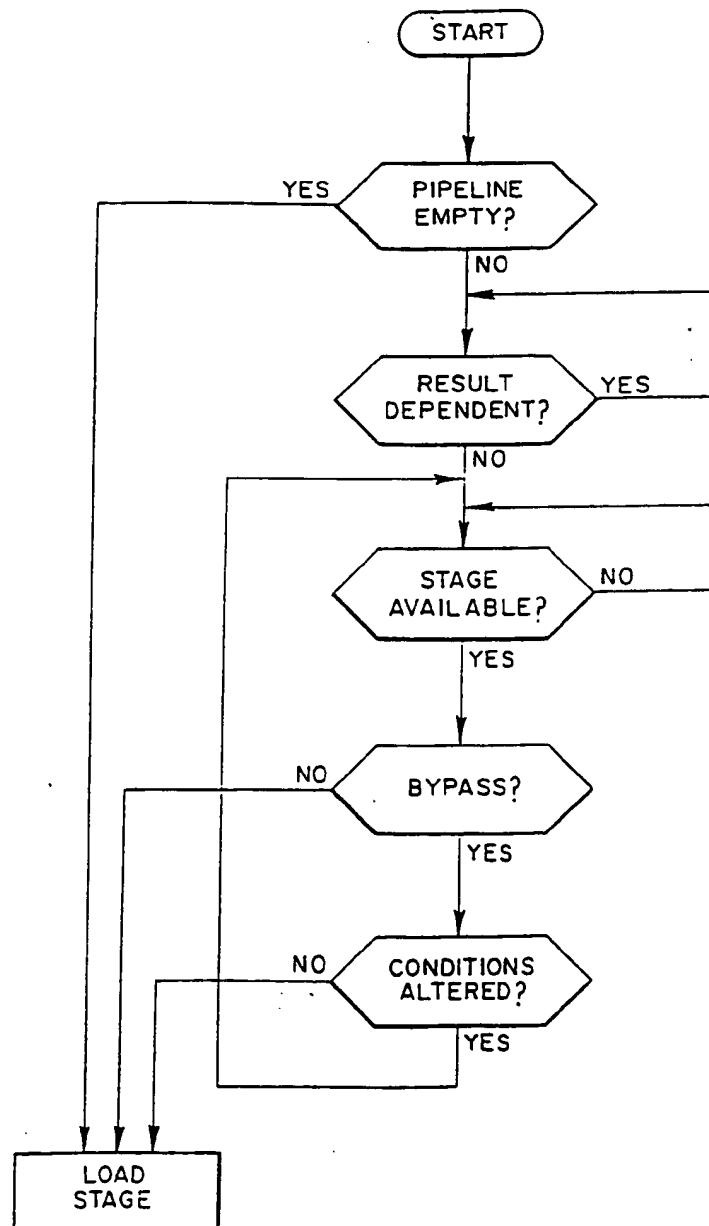 START
YES
PIPELINE
EMPTY?
NO
RESULT
DEPENDENT?
YES
NO
STAGE
AVAILABLE?
NO
YES
NO
BYPASS?
YES
NO
CONDITIONS
ALTERED?
YES
LOAD
STAGE